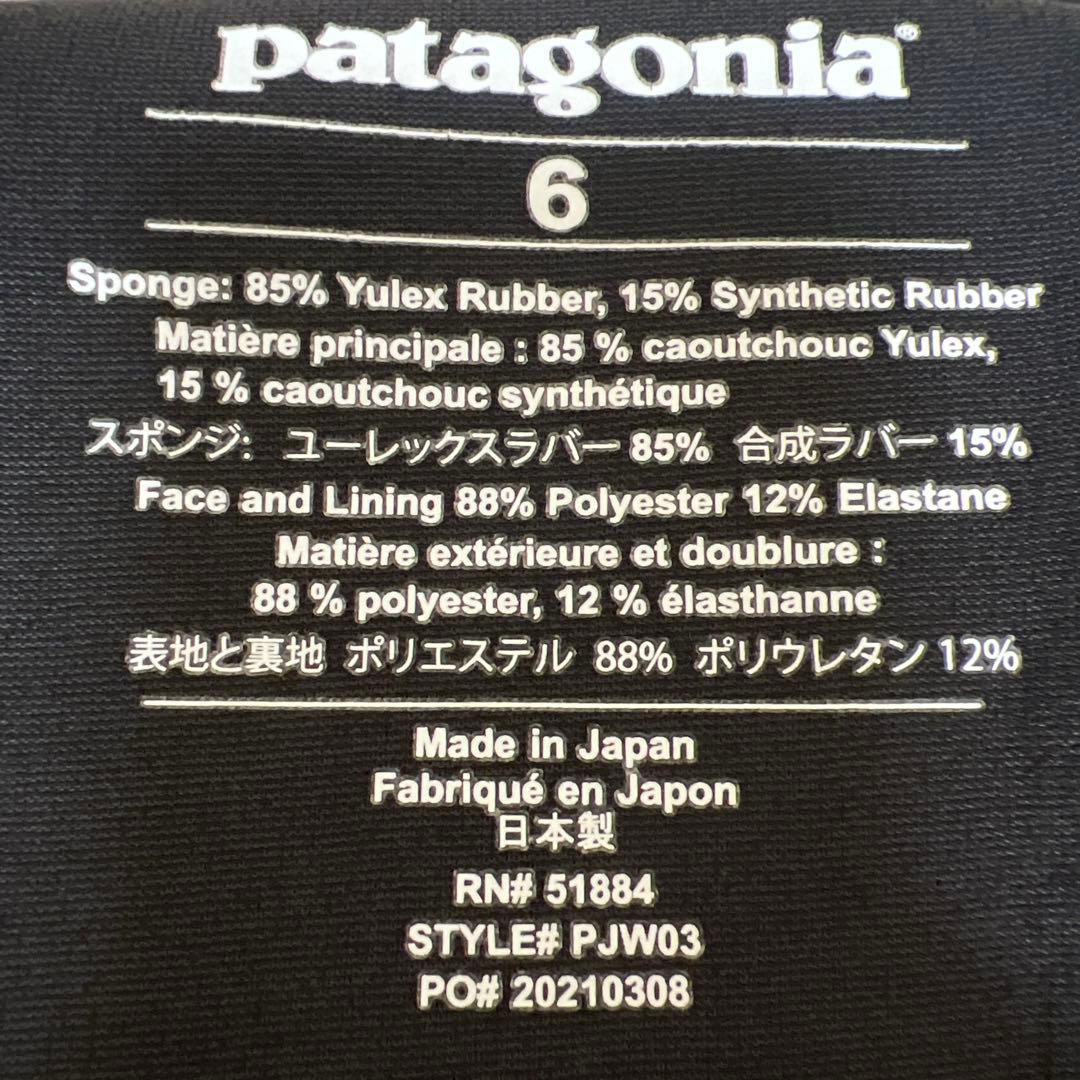 patagonia®
6
Sponge: 85% Yulex Rubber, 15% Synthetic Rubber
Matière principale : 85 % caoutchouc Yulex,
15 % caoutchouc synthétique
スポンジ: ユーレックスラバー 85% 合成ラバー 15%
Face and Lining 88% Polyester 12% Elastane
Matière extérieure et doublure :
88 % polyester, 12 % élasthanne
表地と裏地 ポリエステル 88% ポリウレタン 12%
Made in Japan
Fabriqué en Japon
日本製
RN# 51884
STYLE# PJW03
PO# 20210308